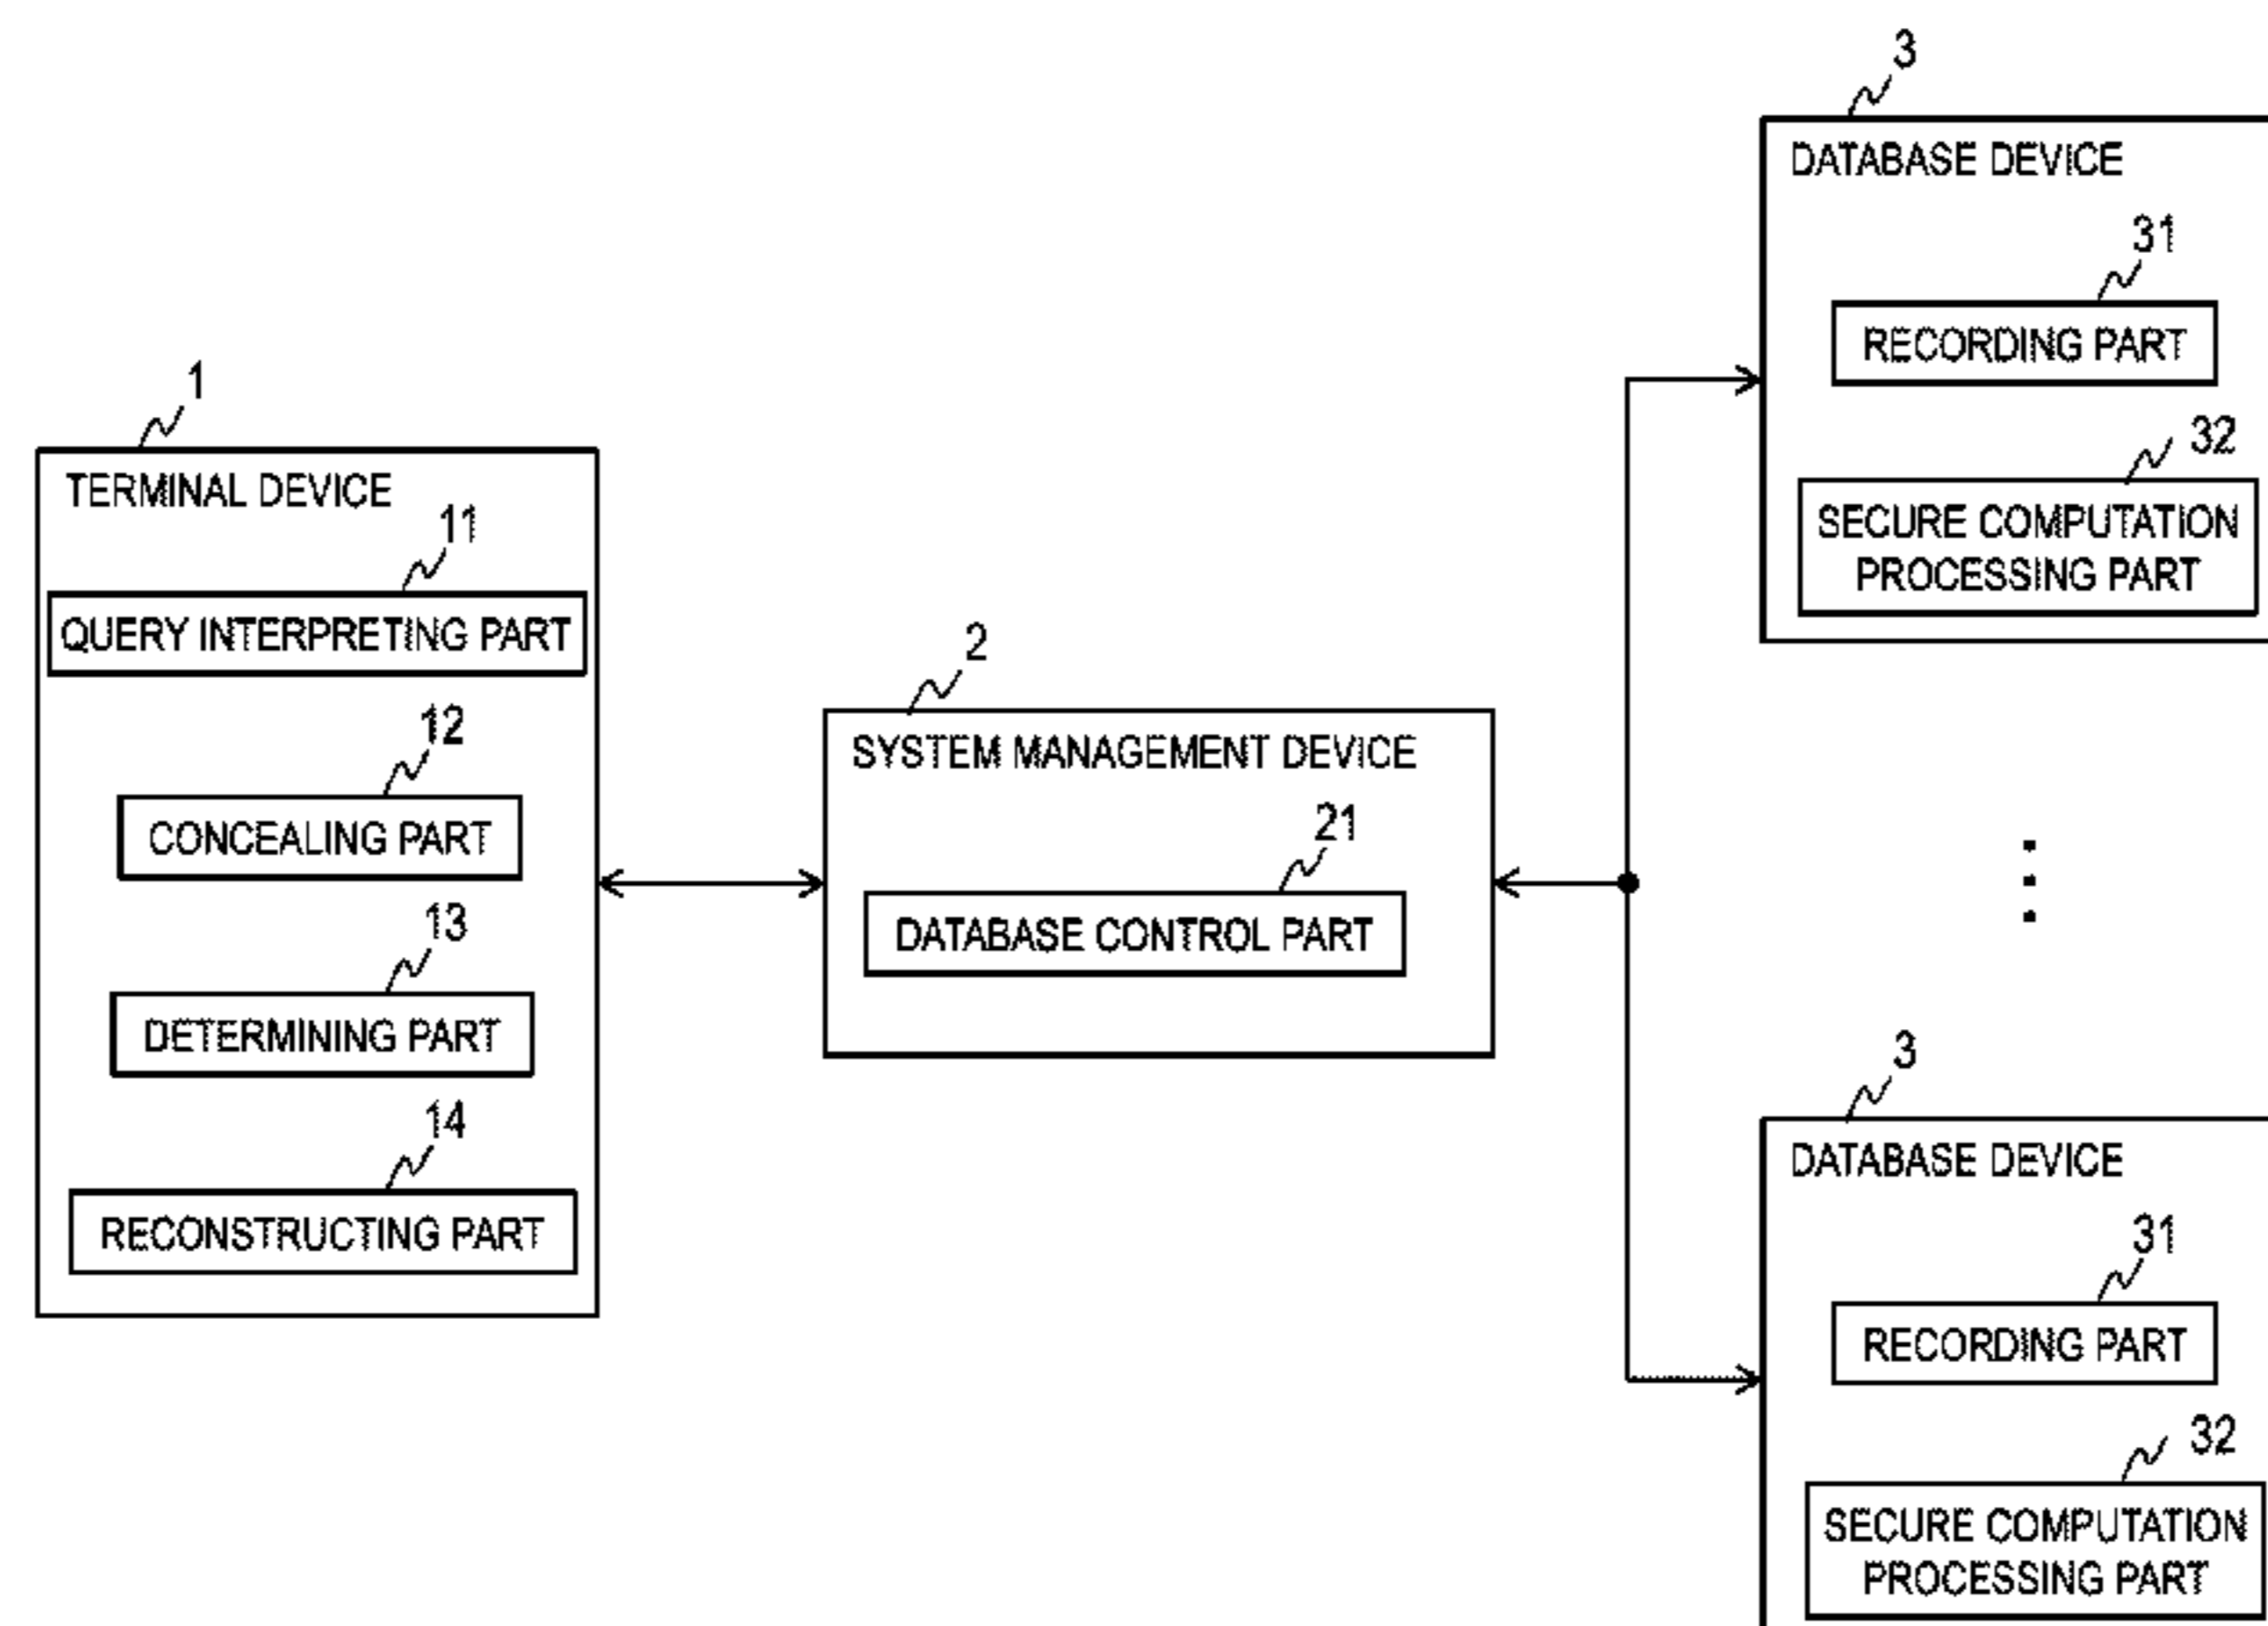 1
TERMINAL DEVICE
11
QUERY INTERPRETING PART
12
CONCEALING PART
13
DETERMINING PART
14
RECONSTRUCTING PART
2
SYSTEM MANAGEMENT DEVICE
21
DATABASE CONTROL PART
3
DATABASE DEVICE
31
RECORDING PART
32
SECURE COMPUTATION
PROCESSING PART
3
DATABASE DEVICE
31
RECORDING PART
32
SECURE COMPUTATION
PROCESSING PART